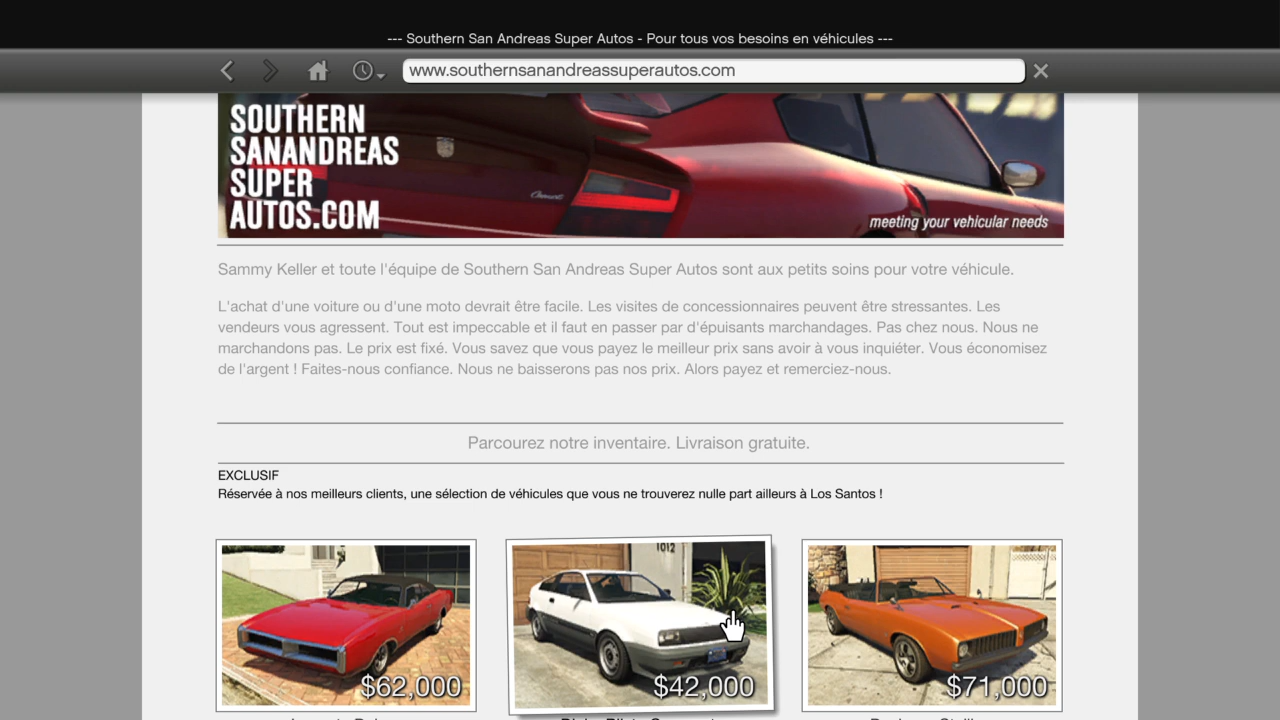 --- Southern San Andreas Super Autos - Pour tous vos besoins en véhicules ---
www.southernsanandreassuperautos.com
SOUTHERN
SANANDREAS
SUPER
AUTOS.COM
meeting your vehicular needs
Sammy Keller et toute l'équipe de Southern San Andreas Super Autos sont aux petits soins pour votre véhicule.
L'achat d'une voiture ou d'une moto devrait être facile. Les visites de concessionnaires peuvent être stressantes. Les
vendeurs vous agressent. Tout est impeccable et il faut en passer par d'épuisants marchandages. Pas chez nous. Nous ne
marchandons pas. Le prix est fixé. Vous savez que vous payez le meilleur prix sans avoir à vous inquiéter. Vous économisez
de l'argent ! Faites-nous confiance. Nous ne baisserons pas nos prix. Alors payez et remerciez-nous.
Parcourez notre inventaire. Livraison gratuite.
EXCLUSIF
Réservée à nos meilleurs clients, une sélection de véhicules que vous ne trouverez nulle part ailleurs à Los Santos !
1012
$62,000
$42,000
$71,000